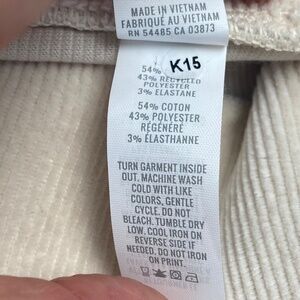 MADE IN VIETNAM
FABRIQUÉ AU VIETNAM
RN 54485 CA 03873
54% K15
43% RECYCLED
POLYESTER
3% ELASTANE
54% COTON
43% POLYESTER
RÉGÉNÉRÉ
3% ÉLASTHANNE
TURN GARMENT INSIDE
OUT. MACHINE WASH
COLD WITH LIKE
COLORS, GENTLE
CYCLE. DO NOT
BLEACH. TUMBLE DRY
LOW. COOL IRON ON
REVERSE SIDE IF
NEEDED. DO NOT IRON
ON PRINT.